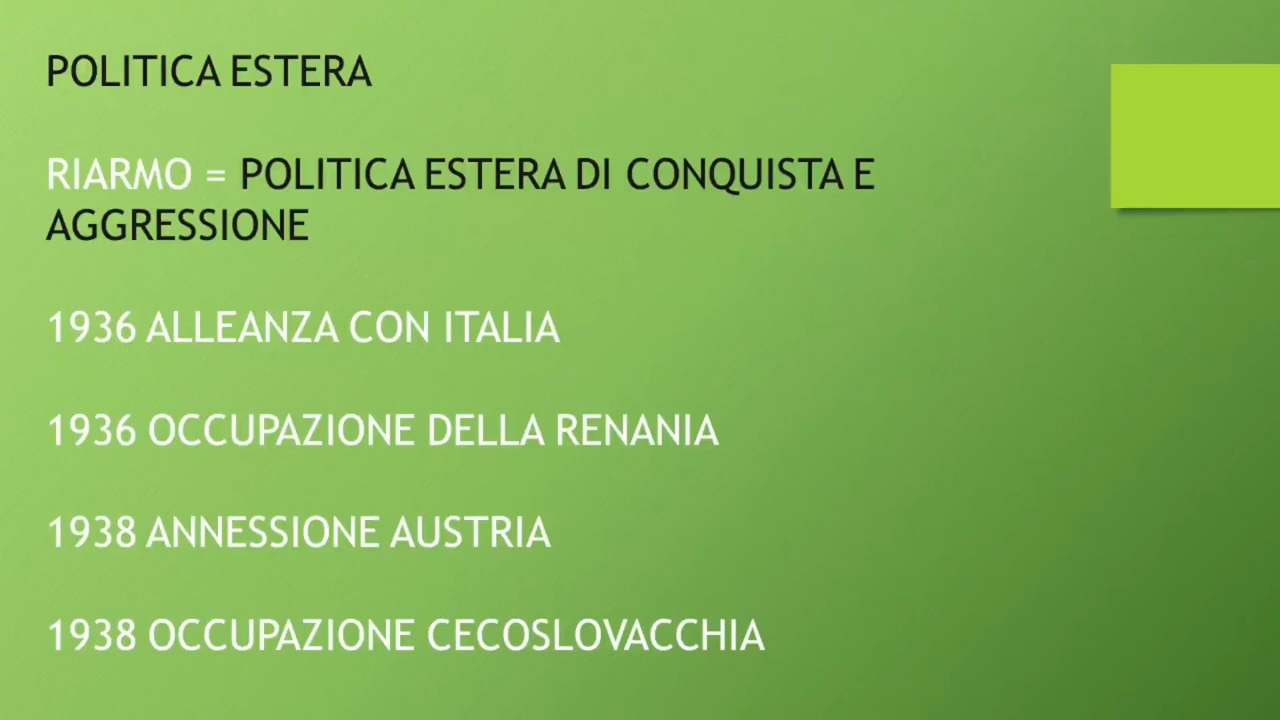 POLITICA ESTERA
RIARMO = POLITICA ESTERA DI CONQUISTA E
AGGRESSIONE
1936 ALLEANZA CON ITALIA
1936 OCCUPAZIONE DELLA RENANIA
1938 ANNESSIONE AUSTRIA
1938 OCCUPAZIONE CECOSLOVACCHIA